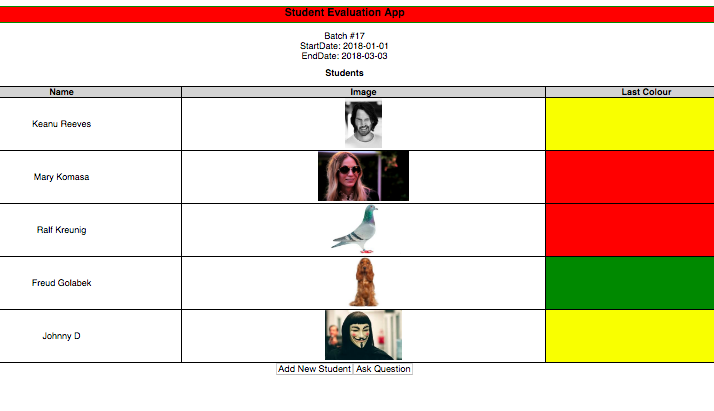 Student Evaluation App
Batch #17
StartDate: 2018-01-01
EndDate: 2018-03-03
Students
Name Image Last Colour
Keanu Reeves
Mary Komasa
Ralf Kreunig
Freud Golabek
Johnny D
Add New Student Ask Question